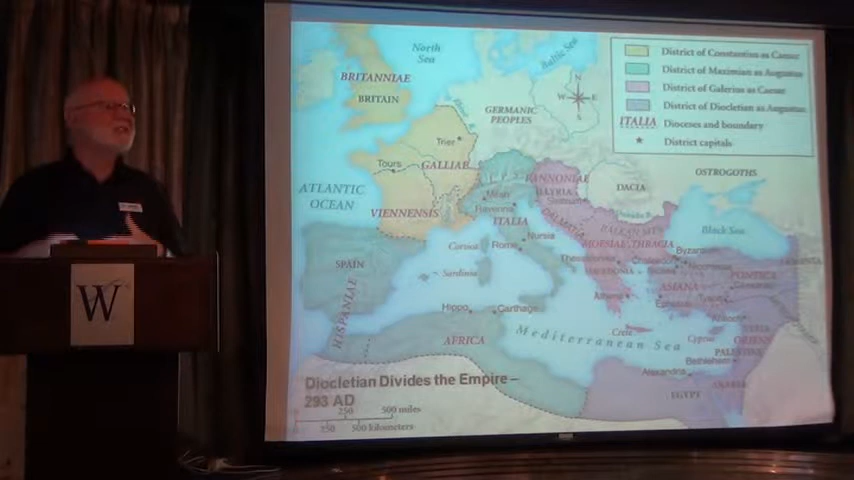 W
North
Sea
Baltic Sea
BRITANNIAE
BRITAIN
GERMANIC
PEOPLES
N
W
E
S
District of Constantius as Caesar
District of Maximian as Augustus
District of Galerius as Caesar
District of Diocletian as Augustus
ITALIA Dioceses and boundary
District capitals
Trier
Tours
GALLIAE
VIENNENSIS
ATLANTIC
OCEAN
PANNONIAE
DACIA
OSTROGOTHS
Milan
Ravenna
ITALIA
Rome
Nursia
DALMATIA
MOESIAE
THRACIA
Black Sea
Corsica
Sardinia
SPAIN
HISPANIAE
Hippo
Carthage
AFRICA
Mediterranean Sea
MACEDONIA
Athens
Crete
Cyprus
ASIANA
PONTICA
ORIENS
PALESTINE
Bethlehem
Alexandria
ARABIA
EGYPT
Diocletian Divides the Empire –
293 AD
250 500 miles
250 500 kilometers